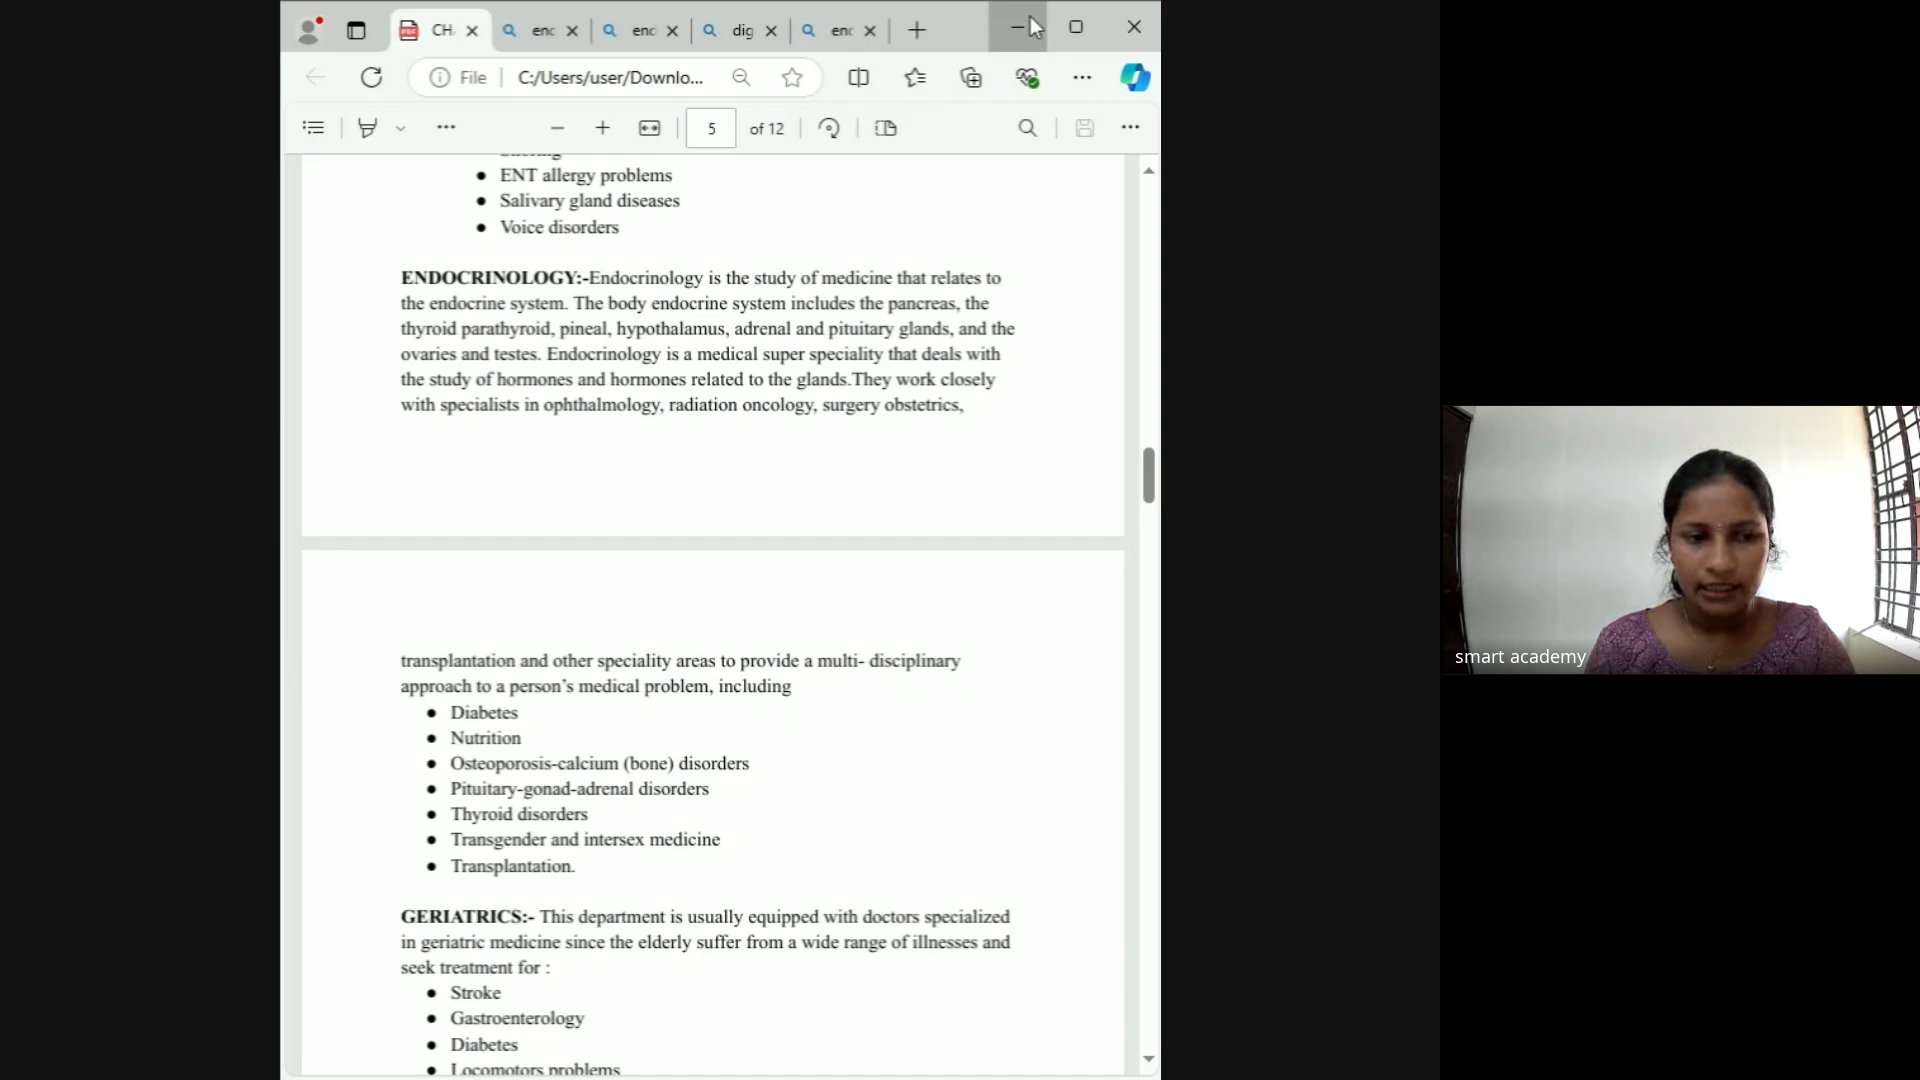 CH
enc
enc
dig
enc
File
C:/Users/user/Downlo...
5
of 12
ENT allergy problems
Salivary gland diseases
Voice disorders
ENDOCRINOLOGY:-Endocrinology is the study of medicine that relates to
the endocrine system. The body endocrine system includes the pancreas, the
thyroid parathyroid, pineal, hypothalamus, adrenal and pituitary glands, and the
ovaries and testes. Endocrinology is a medical super speciality that deals with
the study of hormones and hormones related to the glands.They work closely
with specialists in ophthalmology, radiation oncology, surgery obstetrics,
transplantation and other speciality areas to provide a multi- disciplinary
approach to a person’s medical problem, including
Diabetes
Nutrition
Osteoporosis-calcium (bone) disorders
Pituitary-gonad-adrenal disorders
Thyroid disorders
Transgender and intersex medicine
Transplantation.
GERIATRICS:- This department is usually equipped with doctors specialized
in geriatric medicine since the elderly suffer from a wide range of illnesses and
seek treatment for :
Stroke
Gastroenterology
Diabetes
Locomotors problems
smart academy